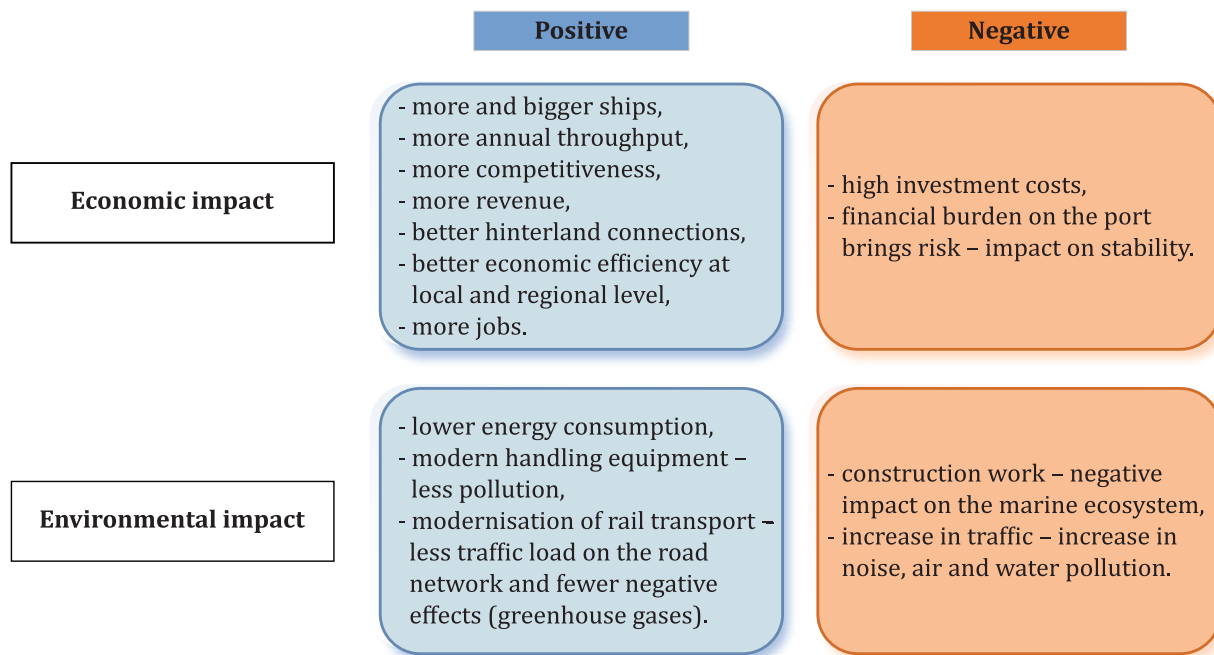 Positive
Negative
Economic impact
- more and bigger ships,
- more annual throughput,
- more competitiveness,
- more revenue,
- better hinterland connections,
- better economic efficiency at
local and regional level,
- more jobs.
- high investment costs,
- financial burden on the port
brings risk – impact on stability.
Environmental impact
- lower energy consumption,
- modern handling equipment –
less pollution,
- modernisation of rail transport –
less traffic load on the road
network and fewer negative
effects (greenhouse gases).
- construction work – negative
impact on the marine ecosystem,
- increase in traffic – increase in
noise, air and water pollution.